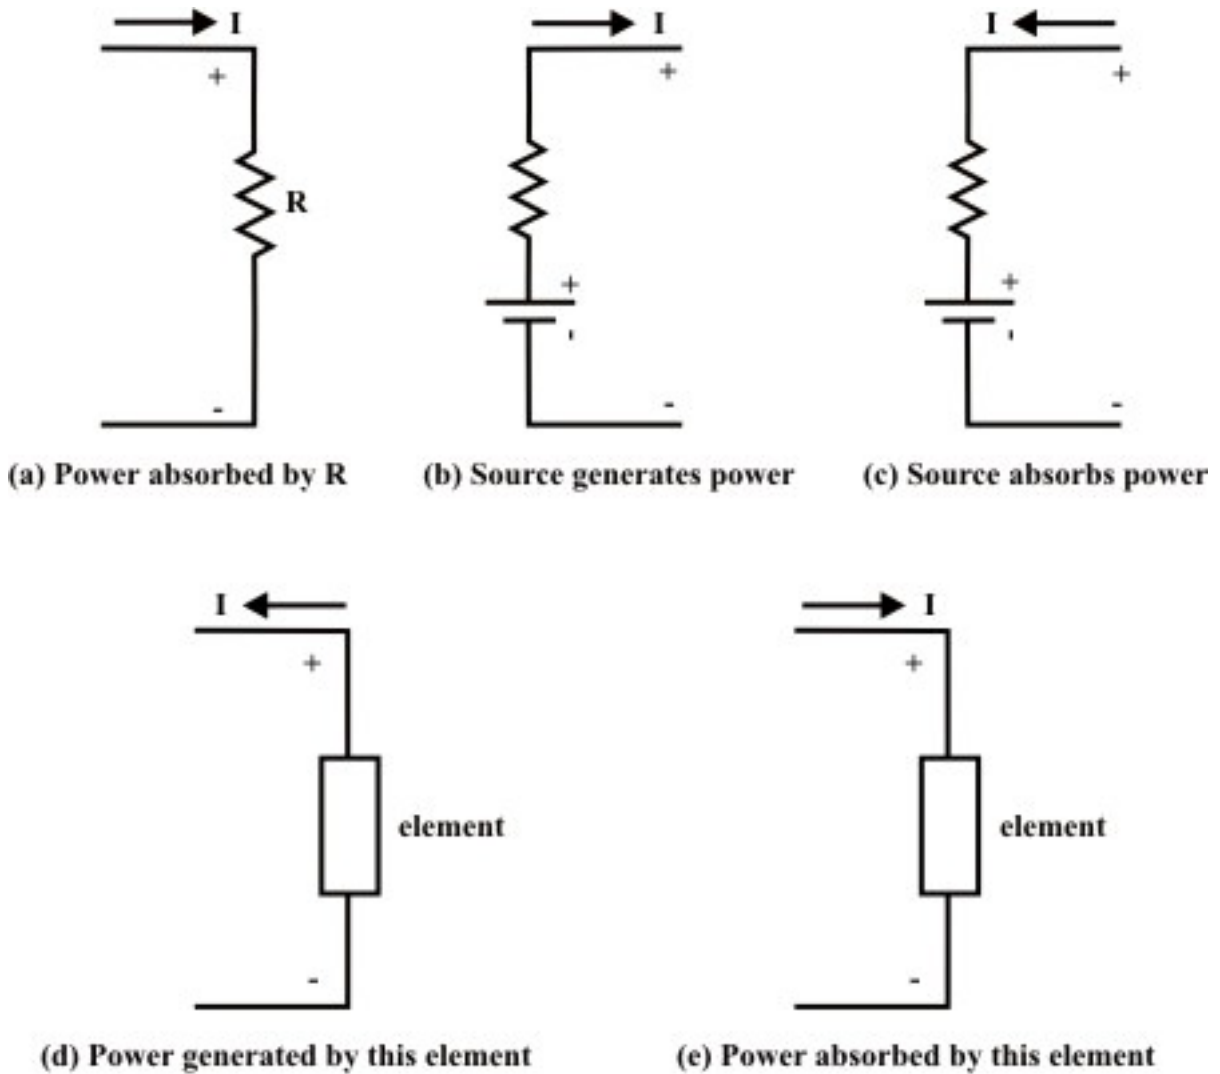 I
I
I
+
+
+
R
+
-
+
-
-
-
-
(a) Power absorbed by R
(b) Source generates power
(c) Source absorbs power
I
I
+
+
element
element
-
-
(d) Power generated by this element
(e) Power absorbed by this element